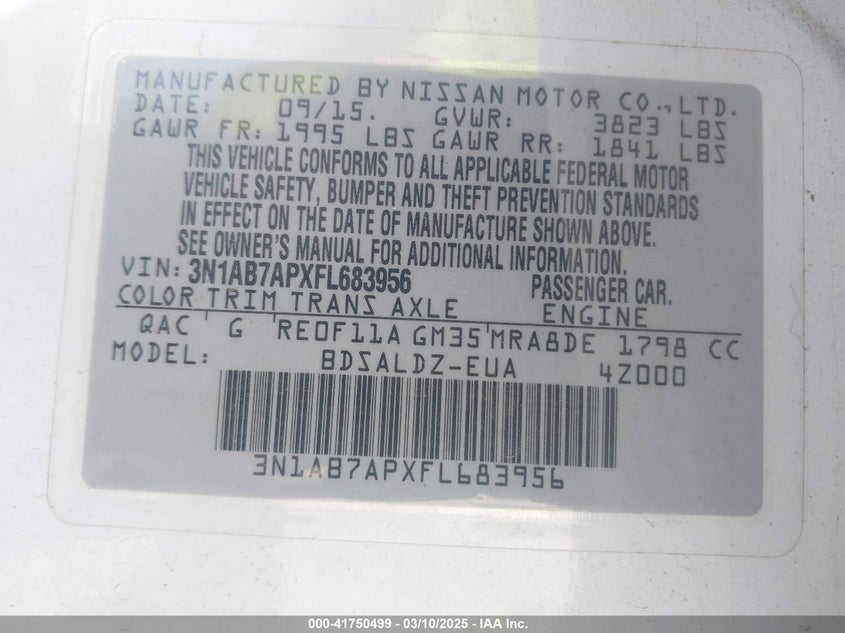 MANUFACTURED BY NISSAN MOTOR CO., LTD.
DATE: 09/15. GVWR: 3823 LBS
GAWR FR: 1995 LBS GAWR RR: 1841 LBS
THIS VEHICLE CONFORMS TO ALL APPLICABLE FEDERAL MOTOR
VEHICLE SAFETY, BUMPER AND THEFT PREVENTION STANDARDS
IN EFFECT ON THE DATE OF MANUFACTURE SHOWN ABOVE.
SEE OWNER'S MANUAL FOR ADDITIONAL INFORMATION.
VIN: 3N1AB7APXFL683956 PASSENGER CAR.
COLOR TRIM TRANS AXLE ENGINE
QAC G RE0F11A GM35 MRA8DE 1798 CC
MODEL: BDSALDZ-EUA 4Z000
3N1AB7APXFL683956
000-41750499 - 03/10/2025 - IAAI, Inc.